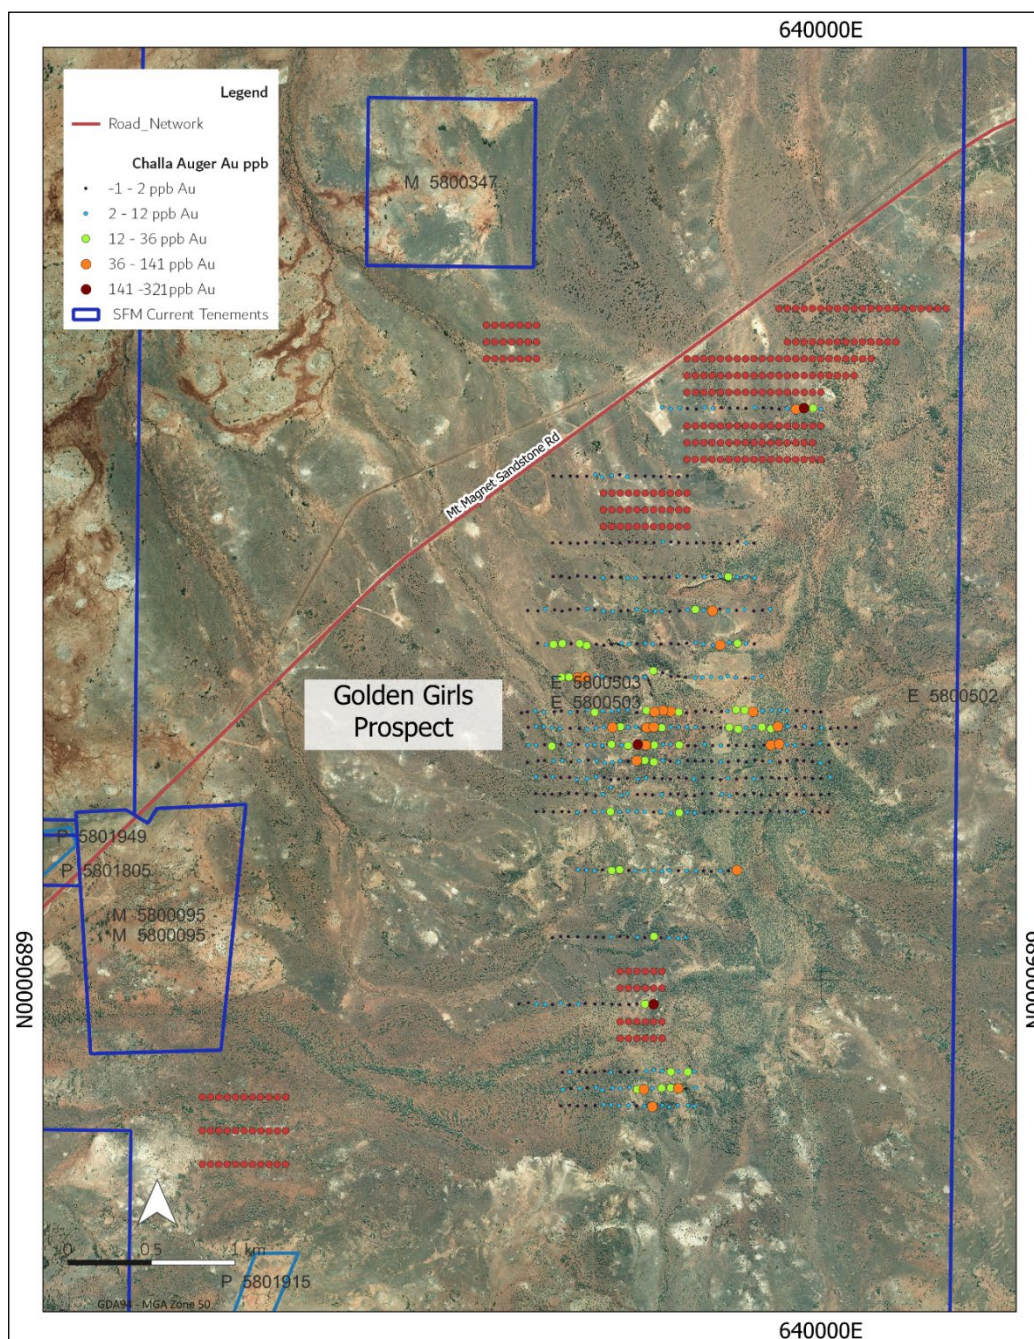 640000E
Legend
Road_Network
Challa Auger Au ppb
-1 - 2 ppb Au
2 - 12 ppb Au
12 - 36 ppb Au
36 - 141 ppb Au
141 -321ppb Au
SFM Current Tenements
M 5800347
Mt Magnet Sandstone Rd
Golden Girls
Prospect
E 5800503
E 5800503
E 5800502
P 5801949
P 5801805
M 5800095
M 5800095
N0000689
N0000689
0 0.5 1 km
P 5801915
GDA94 - MGA Zone 50
640000E